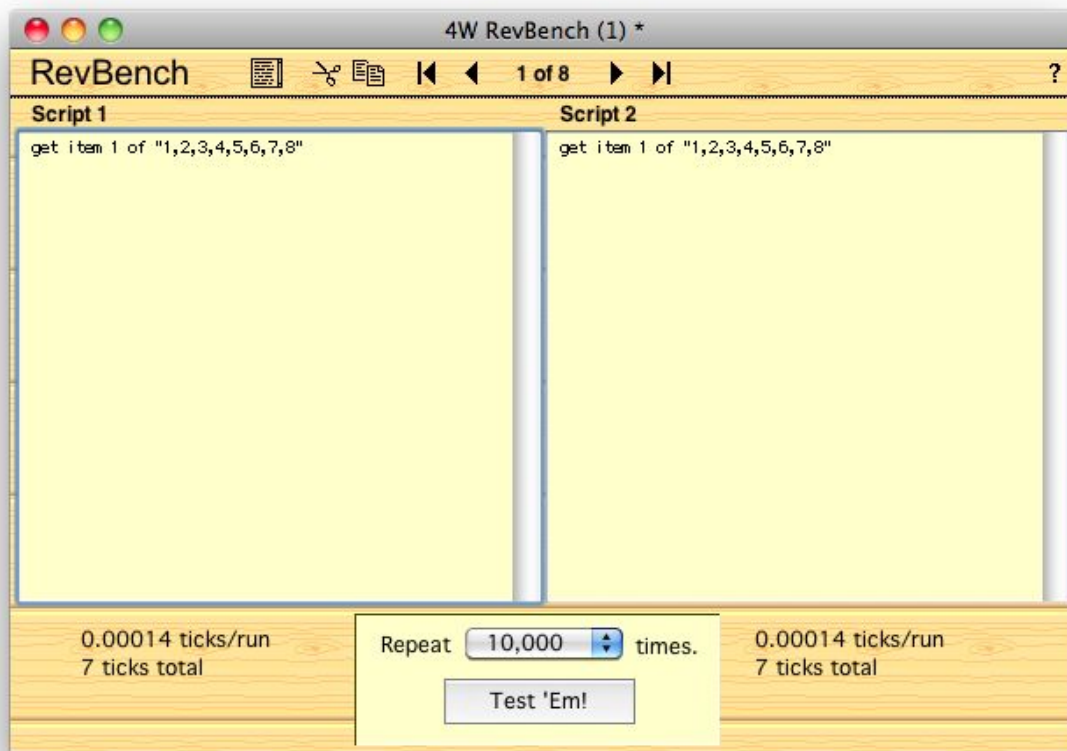 4W RevBench (1) *
RevBench 1 of 8 ?
Script 1 Script 2
get item 1 of "1,2,3,4,5,6,7,8" get item 1 of "1,2,3,4,5,6,7,8"
0.00014 ticks/run
7 ticks total
Repeat 10,000 times.
Test 'Em!
0.00014 ticks/run
7 ticks total